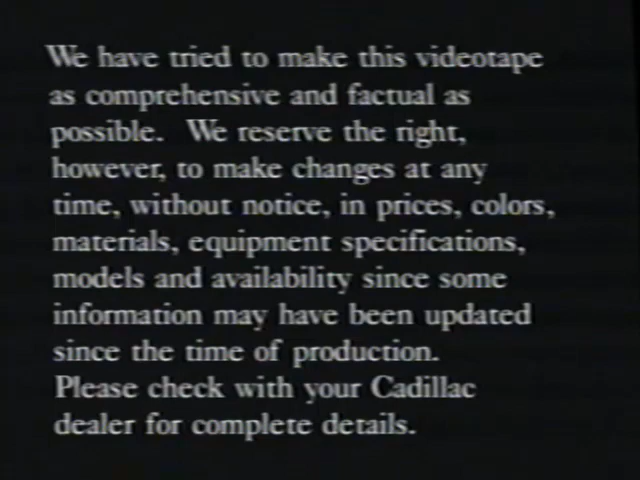 We have tried to make this videotape
as comprehensive and factual as
possible. We reserve the right,
however, to make changes at any
time, without notice, in prices, colors,
materials, equipment specifications,
models and availability since some
information may have been updated
since the time of production.
Please check with your Cadillac
dealer for complete details.